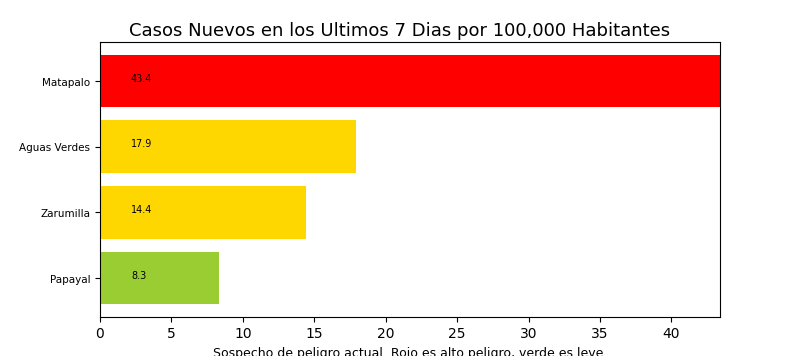 Casos Nuevos en los Ultimos 7 Dias por 100,000 Habitantes
Matapalo 43.4
Aguas Verdes 17.9
Zarumilla 14.4
Papayal 8.3
0 5 10 15 20 25 30 35 40
Sospecho de peligro actual. Rojo es alto peligro, verde es leve